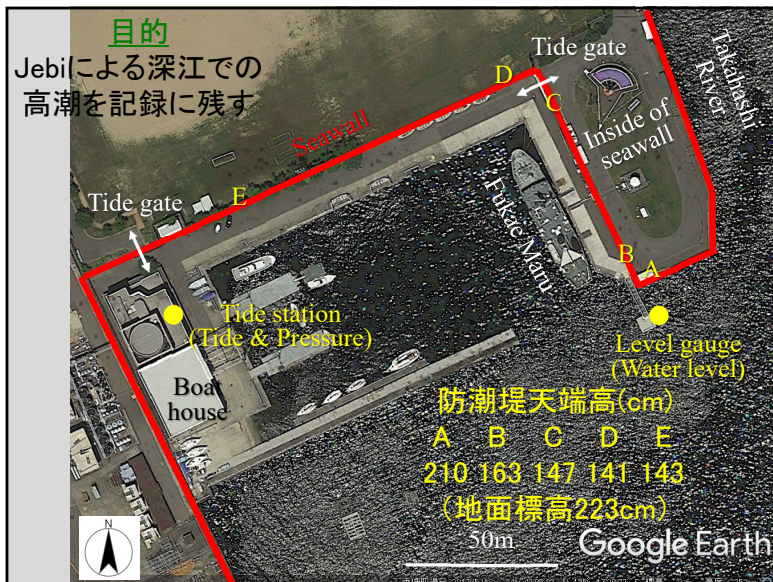 目的
Jebiによる深江での
高潮を記録に残す
Tide gate
D
C
Takahashi
River
Inside of
seawall
Seawall
E
Tide gate
Fukae Maru
B
A
Tide station
(Tide & Pressure)
Level gauge
(Water level)
Boat
house
防潮堤天端高(cm)
A B C D E
210 163 147 141 143
(地面標高223cm)
N
50m
Google Earth